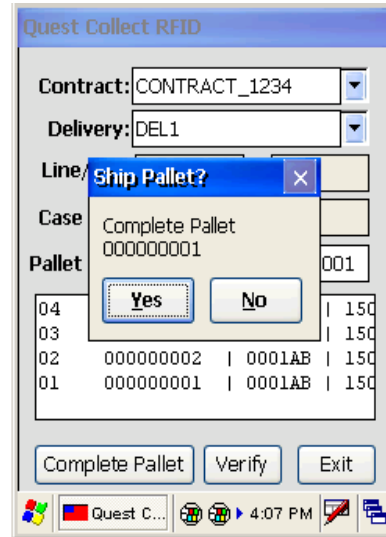 Quest Collect RFID
Contract: CONTRACT_1234
Delivery: DEL1
Line/
Ship Pallet?
Case
Complete Pallet
000000001
Pallet 001
Yes No
04 | 150
03 | 150
02 000000002 | 0001AB | 150
01 000000001 | 0001AB | 150
Complete Pallet Verify Exit
Quest C... 4:07 PM